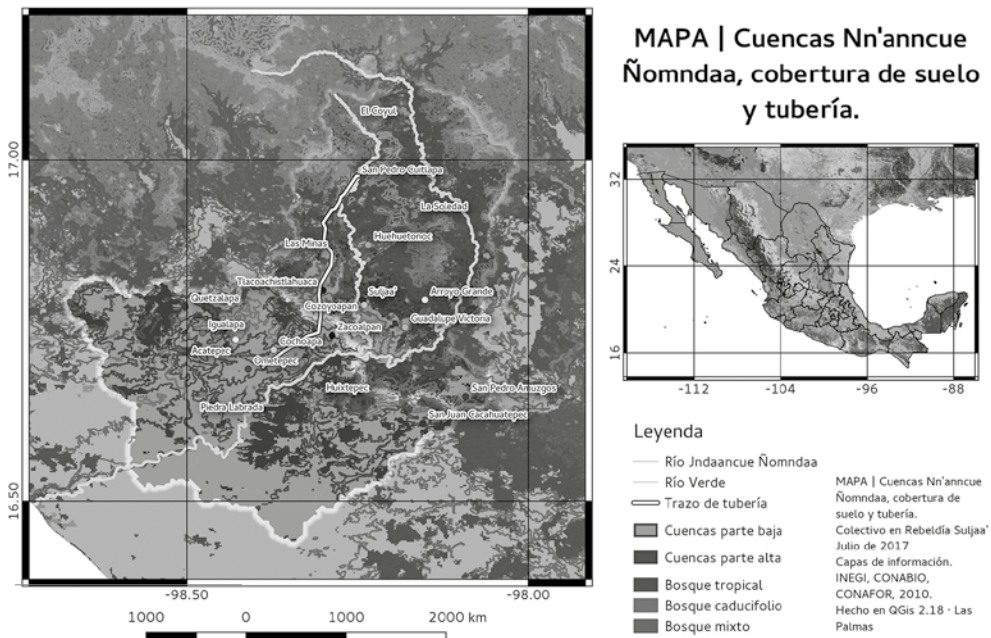 MAPA | Cuencas Nn'anncue
Ñomndaa, cobertura de suelo
y tubería.
El Coyul
17.00
San Pedro Cuitlapa
La Soledad
Huehuetonoc
Las Minas
Tlacoachistlahuaca
Suljaa'
Arroyo Grande
Quetzalapa
Cozoyoapan
Guadalupe Victoria
Igualapa
Zacoalpan
Cochoapa
Acatepec
Ometepec
Huixtepec
San Pedro Amuzgos
Piedra Labrada
San Juan Cacahuatepec
16.50
-98.50
-98.00
1000
0
1000
2000 km
32
24
16
-112
-104
-96
-88
Leyenda
Río Jndaancue Ñomndaa
Río Verde
Trazo de tubería
Cuencas parte baja
Cuencas parte alta
Bosque tropical
Bosque caducifolio
Bosque mixto
MAPA | Cuencas Nn'anncue
Ñomndaa, cobertura de
suelo y tubería.
Colectivo en Rebeldía Suljaa'
Julio de 2017
Capas de información.
INEGI, CONABIO,
CONAFOR, 2010.
Hecho en QGis 2.18 - Las
Palmas